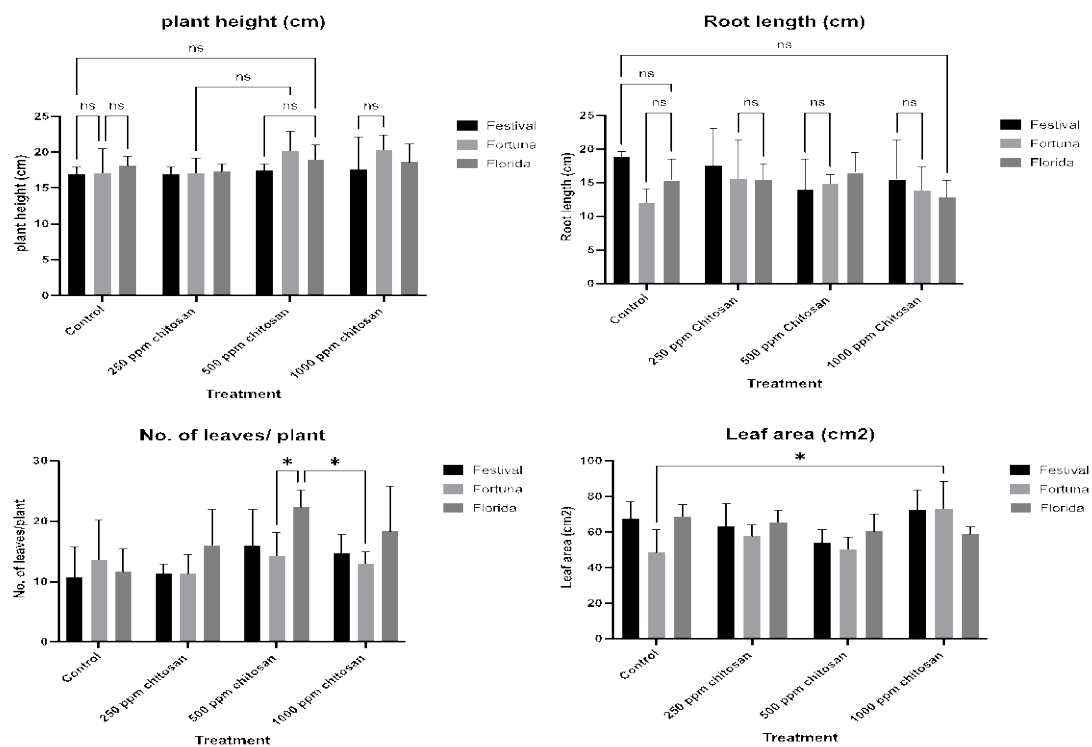 plant height (cm)
ns
ns
ns
ns
ns
ns
25
20
15
10
5
0
plant height (cm)
Control
250 ppm chitosan
500 ppm chitosan
1000 ppm chitosan
Treatment
Festival
Fortuna
Florida
Root length (cm)
ns
ns
ns
ns
ns
ns
25
20
15
10
5
0
Root length (cm)
Control
250 ppm Chitosan
500 ppm Chitosan
1000 ppm Chitosan
Treatment
Festival
Fortuna
Florida
No. of leaves/ plant
*
*
30
20
10
0
No. of leaves/plant
Control
250 ppm chitosan
500 ppm chitosan
1000 ppm chitosan
Treatment
Festival
Fortuna
Florida
Leaf area (cm2)
*
100
80
60
40
20
0
Leaf area (cm2)
Control
250 ppm chitosan
500 ppm chitosan
1000 ppm chitosan
Treatment
Festival
Fortuna
Florida